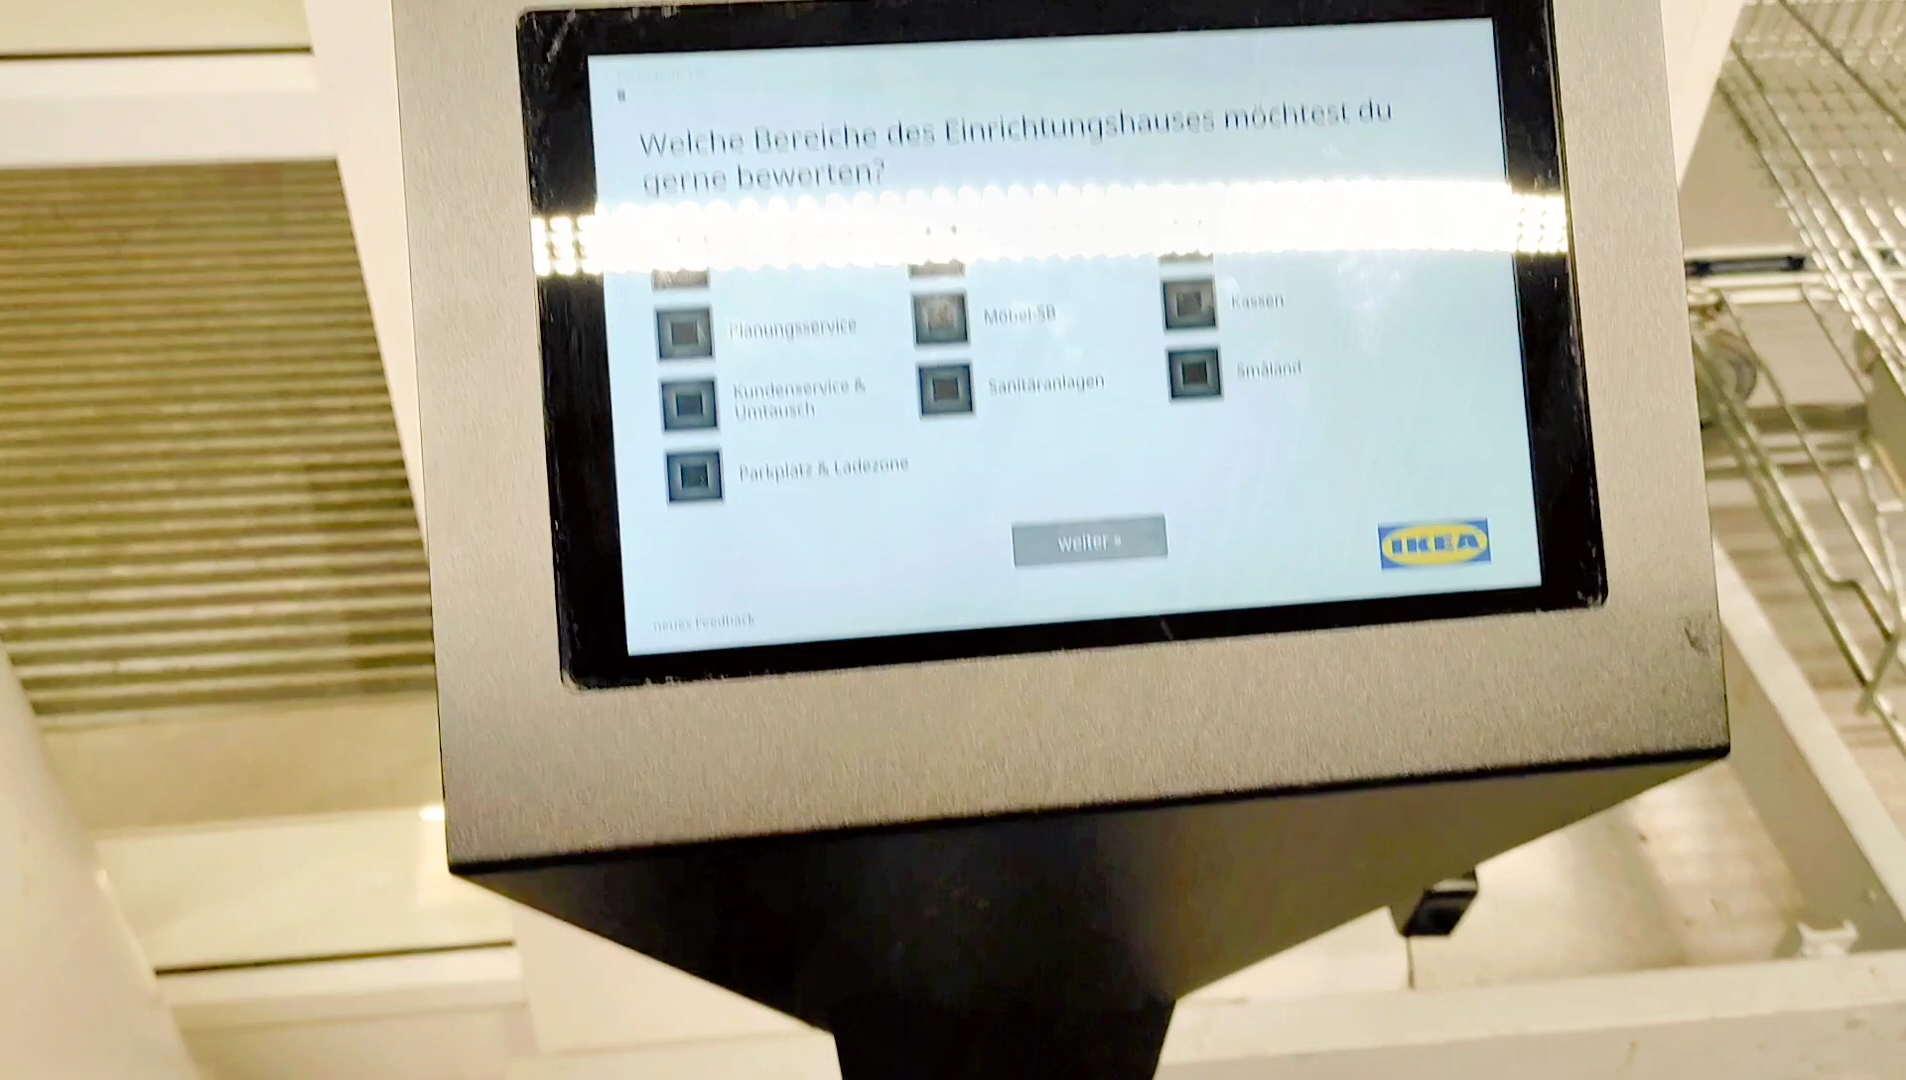 Welche Bereiche des Einrichtungshauses möchtest du
gerne bewerten?
Planungsservice
Möbel-SB
Kassen
Kundenservice &
Umtausch
Sanitäranlagen
Småland
Parkplatz & Ladezone
weiter »
IKEA
neues Feedback